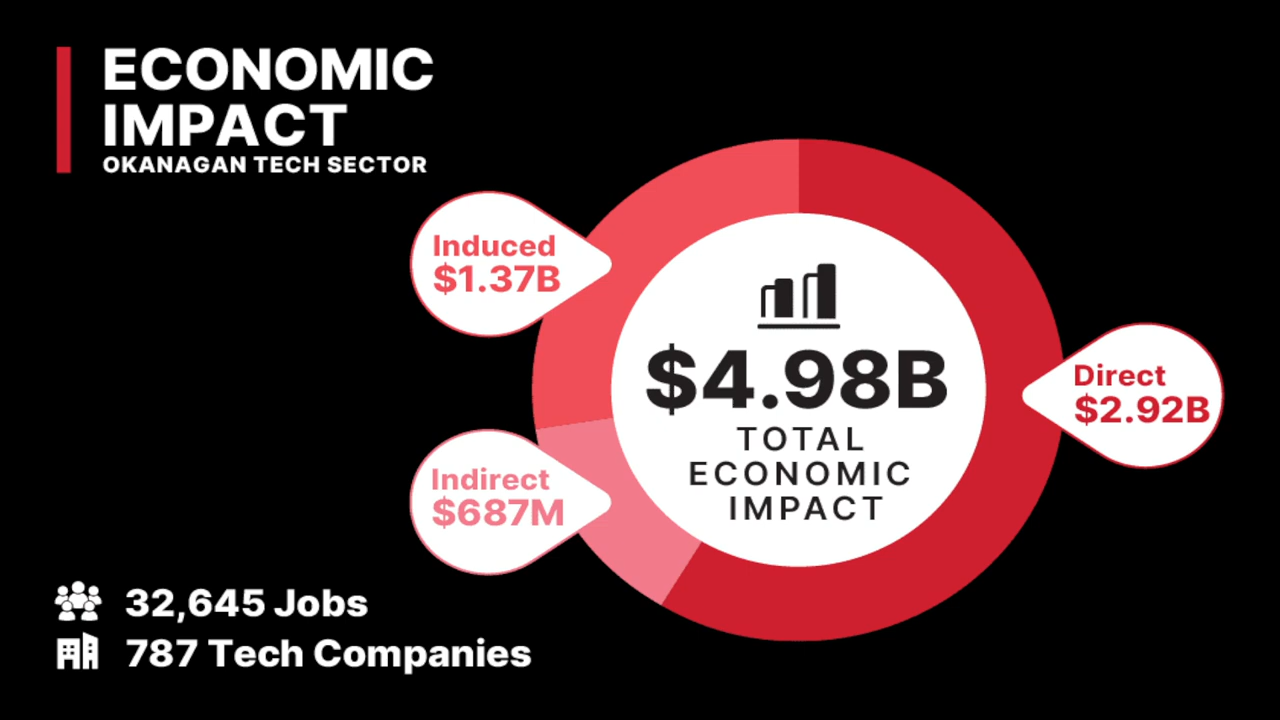 ECONOMIC
IMPACT
OKANAGAN TECH SECTOR
Induced
$1.37B
$4.98B
TOTAL
ECONOMIC
IMPACT
Direct
$2.92B
Indirect
$687M
32,645 Jobs
787 Tech Companies